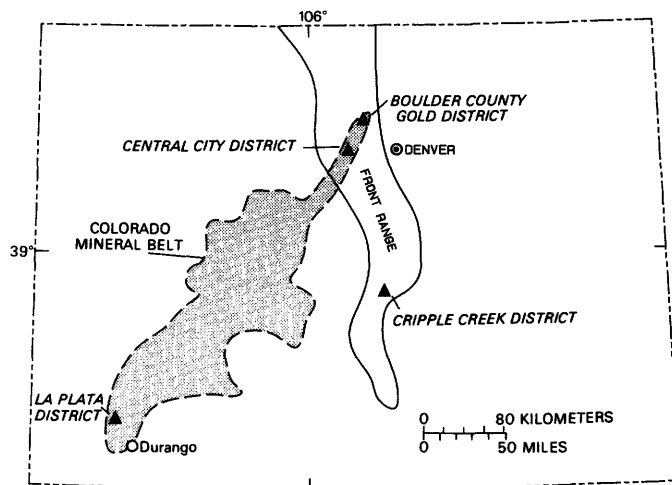 106°
BOULDER COUNTY
GOLD DISTRICT
CENTRAL CITY DISTRICT
DENVER
FRONT RANGE
COLORADO
MINERAL BELT
39°
CRIPPLE CREEK DISTRICT
LA PLATA
DISTRICT
Durango
0 80 KILOMETERS
0 50 MILES